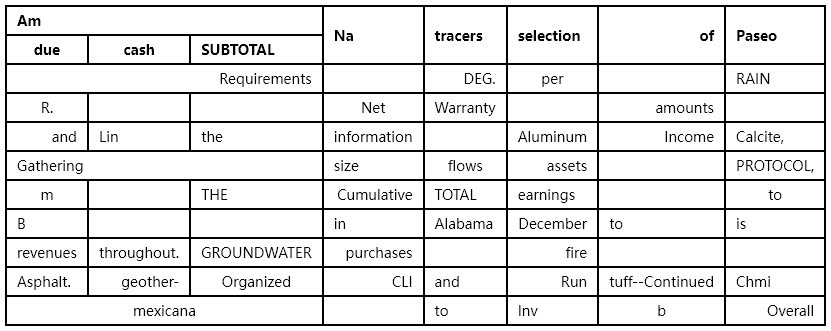 Am Na tracers selection of Paseo
due cash SUBTOTAL
Requirements DEG. per RAIN
R. Net Warranty amounts
and Lin the information Aluminum Income Calcite,
Gathering size flows assets PROTOCOL,
m THE Cumulative TOTAL earnings to
B in Alabama December to is
revenues throughout. GROUNDWATER purchases fire
Asphalt. geother- Organized CLI and Run tuff--Continued Chmi
mexicana to Inv b Overall